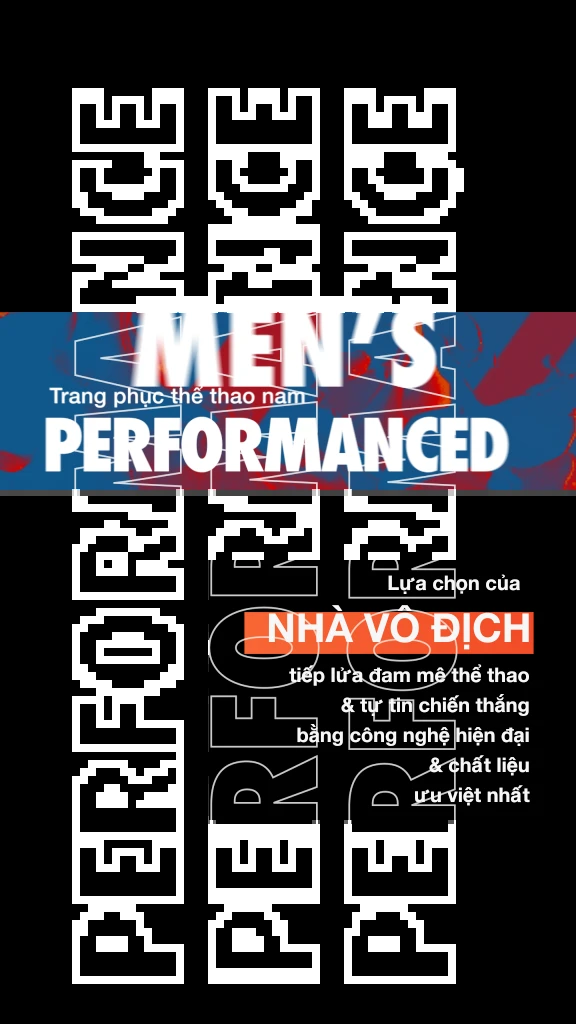 MEN'S
Trang phục thể thao nam
PERFORMANCED
Lựa chọn của
NHÀ VÔ ĐỊCH
tiếp lửa đam mê thể thao
& tự tin chiến thắng
bằng công nghệ hiện đại
& chất liệu
ưu việt nhất
PERFORMANCE
PERFORMANCE
PERFORMANCE